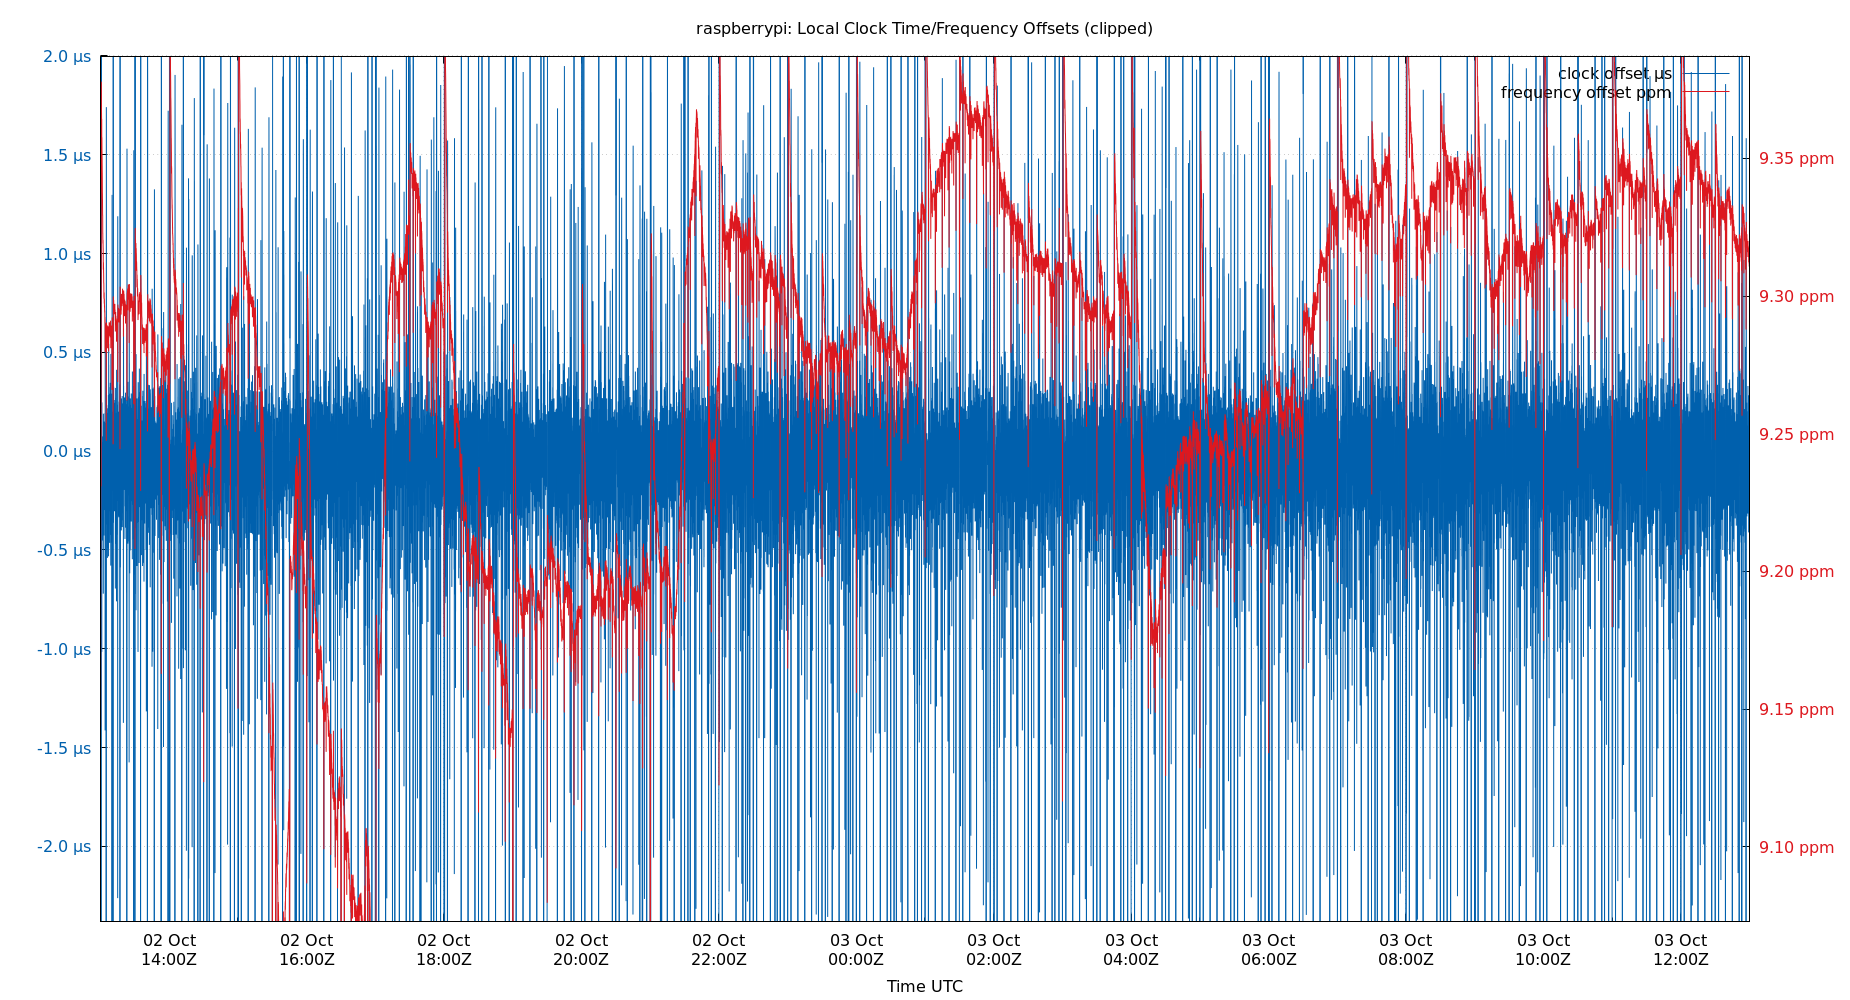 raspberrypi: Local Clock Time/Frequency Offsets (clipped)
2.0 µs
1.5 µs
1.0 µs
0.5 µs
0.0 µs
-0.5 µs
-1.0 µs
-1.5 µs
-2.0 µs
clock offset µs
frequency offset ppm
9.35 ppm
9.30 ppm
9.25 ppm
9.20 ppm
9.15 ppm
9.10 ppm
02 Oct 02 Oct 02 Oct 02 Oct 02 Oct 03 Oct 03 Oct 03 Oct 03 Oct 03 Oct 03 Oct 03 Oct
14:00Z 16:00Z 18:00Z 20:00Z 22:00Z 00:00Z 02:00Z 04:00Z 06:00Z 08:00Z 10:00Z 12:00Z
Time UTC